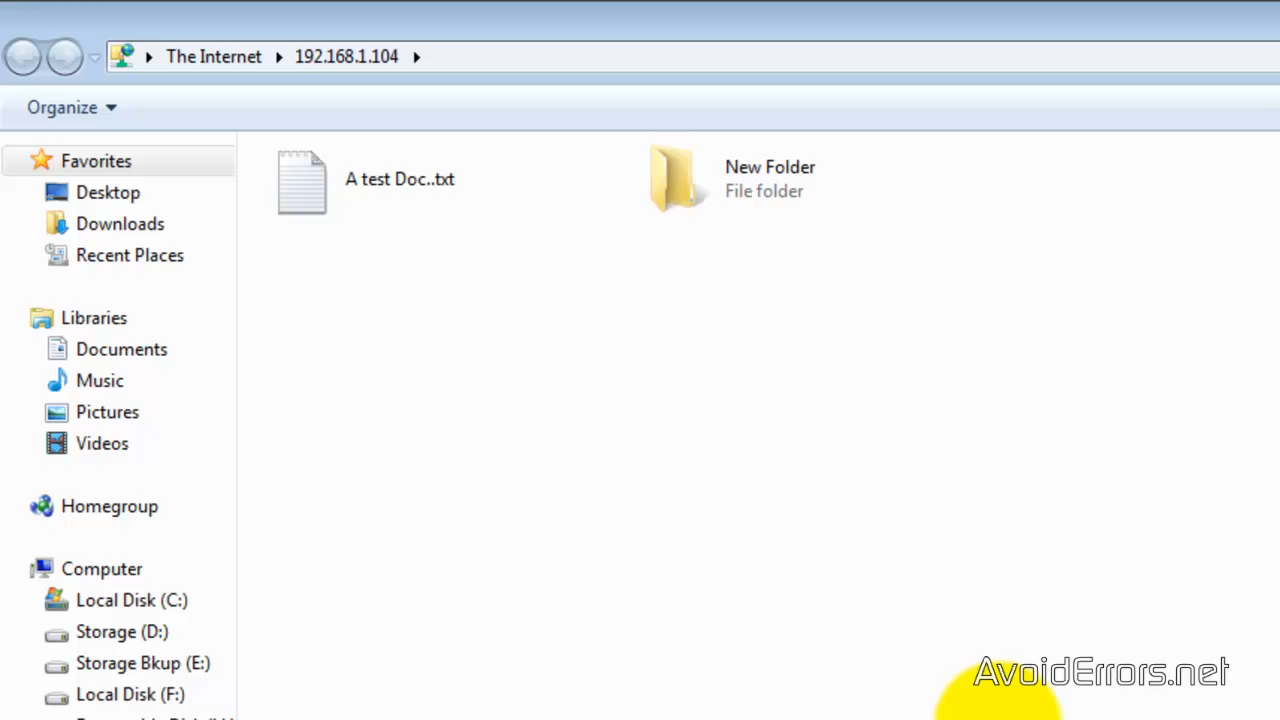 The Internet
192.168.1.104
Organize
Favorites
Desktop
Downloads
Recent Places
Libraries
Documents
Music
Pictures
Videos
Homegroup
Computer
Local Disk (C:)
Storage (D:)
Storage Bkup (E:)
Local Disk (F:)
A test Doc..txt
New Folder
File folder
AvoidErrors.net